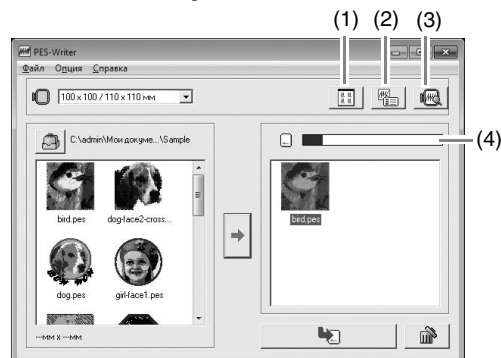 (1) (2) (3)
PES-Writer
Файл Опция Справка
100 x 100 / 110 x 110 мм
(4)
C:\admin\Мои докуме...\Sample
bird.pes dog-face2-cross...
bird.pes
dog.pes girl-face1.pes
---мм x ---мм